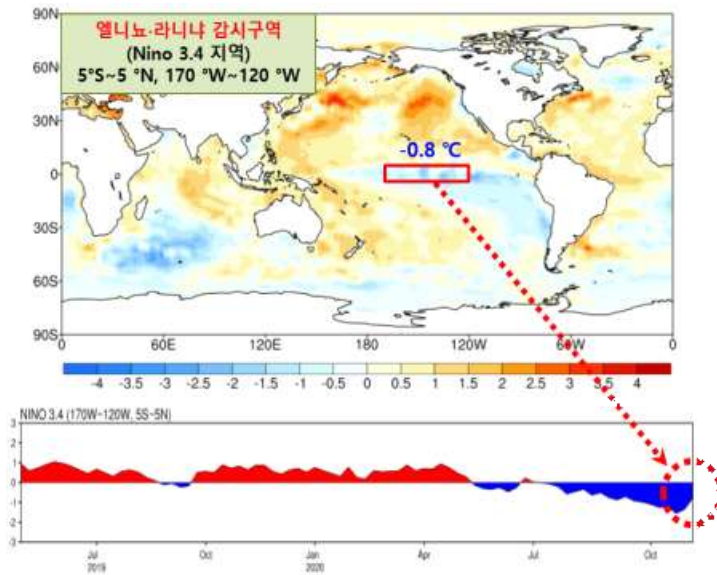 엘니뇨·라니냐 감시구역
(Nino 3.4 지역)
5°S~5 °N, 170 °W~120 °W
90N
60N
30N
0
30S
60S
90S
-0.8 ℃
0 60E 120E 180 120W 60W 0
-4 -3.5 -3 -2.5 -2 -1.5 -1 -0.5 0 0.5 1 1.5 2 2.5 3 3.5 4
NINO 3.4 (170W-120W, 5S-5N)
3
2
1
0
-1
-2
-3
Jul Oct Jan Apr Jul Oct
2019 2020